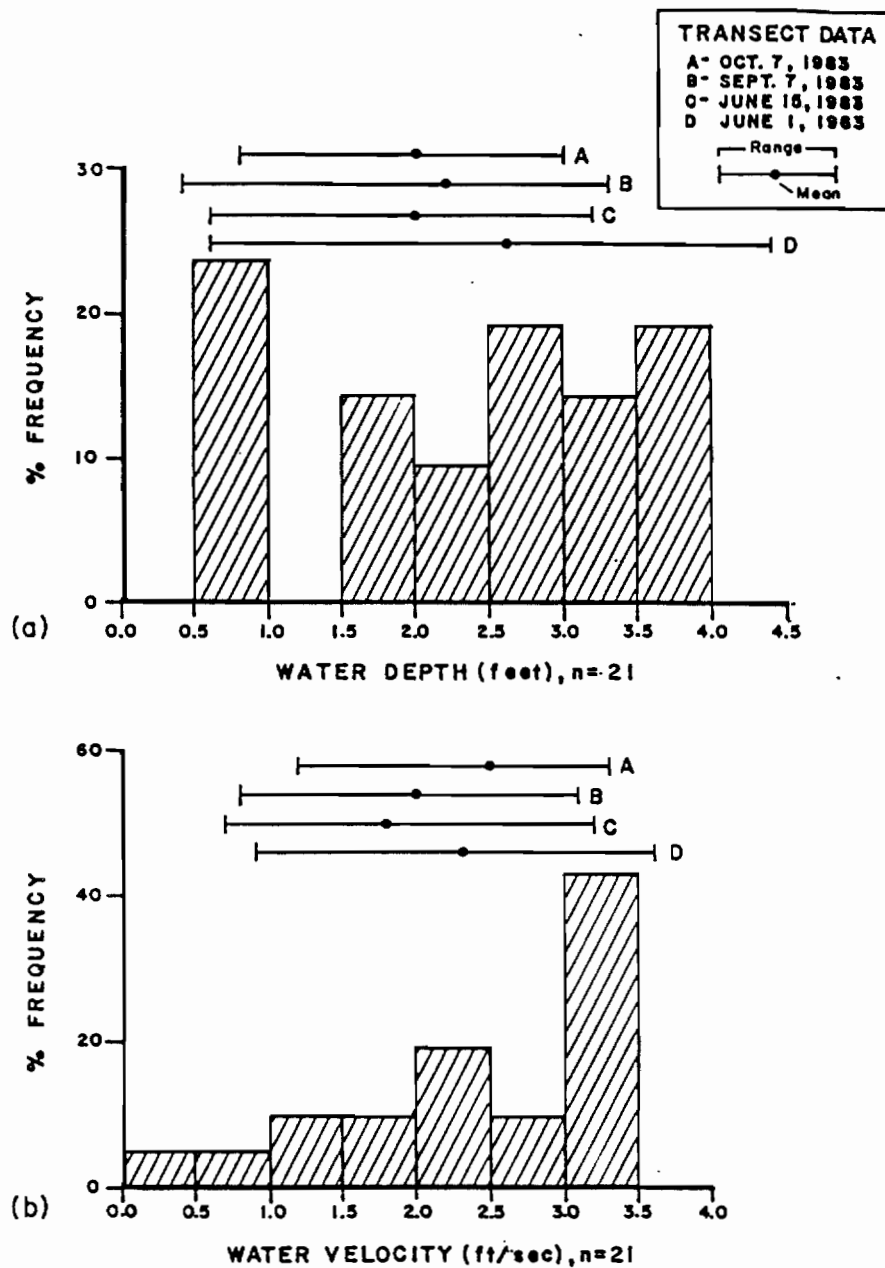 TRANSECT DATA
A- OCT. 7, 1983
B- SEPT. 7, 1983
C- JUNE 15, 1983
D JUNE 1, 1983
Range
Mean
A
B
C
D
30
20
10
0
% FREQUENCY
0.0 0.5 1.0 1.5 2.0 2.5 3.0 3.5 4.0 4.5
(a)
WATER DEPTH (feet), n= 21
A
B
C
D
60
40
20
0
% FREQUENCY
0.0 0.5 1.0 1.5 2.0 2.5 3.0 3.5 4.0
(b)
WATER VELOCITY (ft/sec), n=21